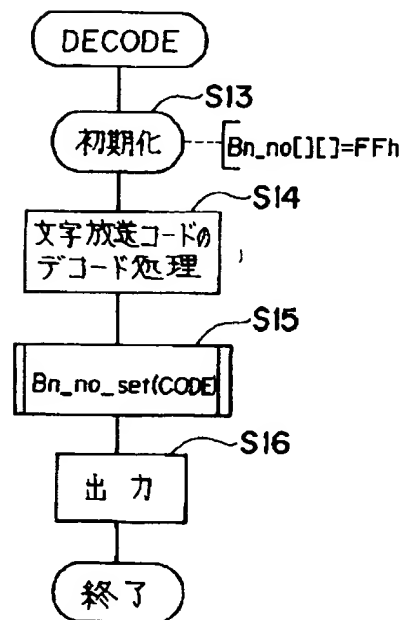 DECODE
S13
初期化
Bn_no[][]=FFh
S14
文字放送コードの
デコード処理
S15
Bn_no_set(CODE)
S16
出力
終了